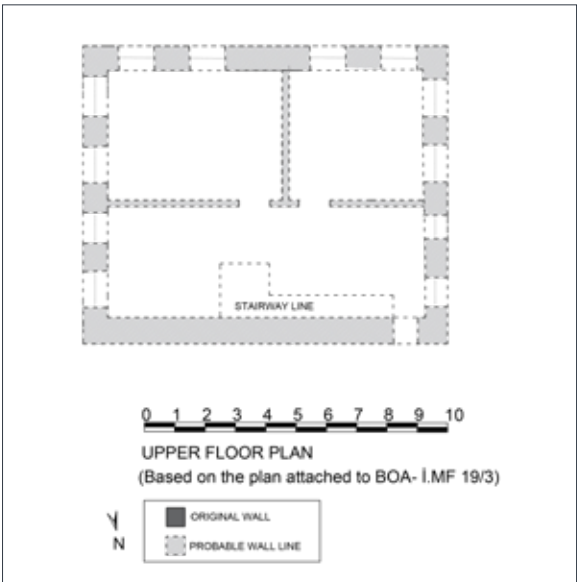 STAIRWAY LINE
0 1 2 3 4 5 6 7 8 9 10
UPPER FLOOR PLAN
(Based on the plan attached to BOA- İ.MF 19/3)
N
ORIGINAL WALL
PROBABLE WALL LINE